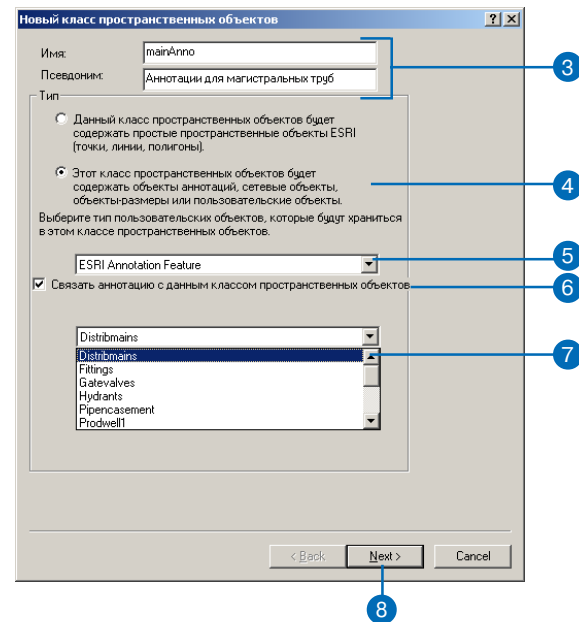 Новый класс пространственных объектов
Имя: mainAnno
3
Псевдоним: Аннотации для магистральных труб
Тип
Данный класс пространственных объектов будет
содержать простые пространственные объекты ESRI
(точки, линии, полигоны).
Этот класс пространственных объектов будет
содержать объекты аннотаций, сетевые объекты,
объекты-размеры или пользовательские объекты.
4
Выберите тип пользовательских объектов, которые будут храниться
в этом классе пространственных объектов.
ESRI Annotation Feature
5
Связать аннотацию с данным классом пространственных объектов
6
Distribmains
Distribmains
7
Fittings
Gatevalves
Hydrants
Pipencasement
Prodwell1
< Back
Next >
Cancel
8